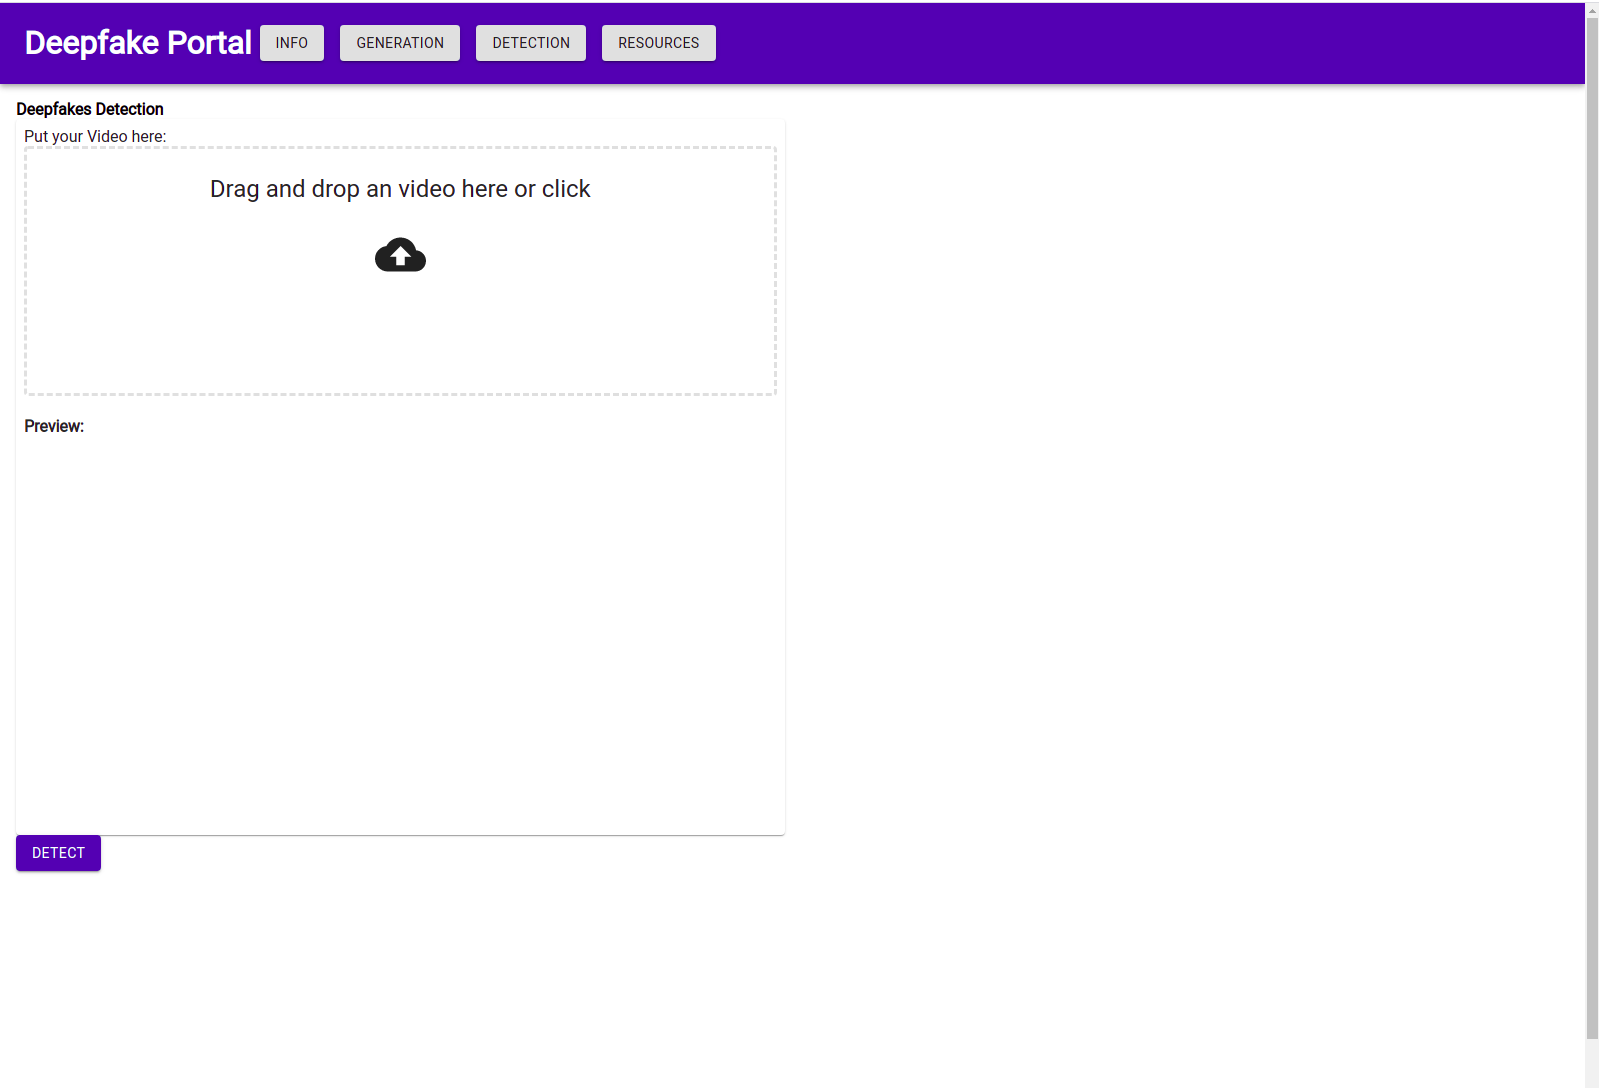 Deepfake Portal INFO GENERATION DETECTION RESOURCES
Deepfakes Detection
Put your Video here:
Drag and drop an video here or click
Preview:
DETECT